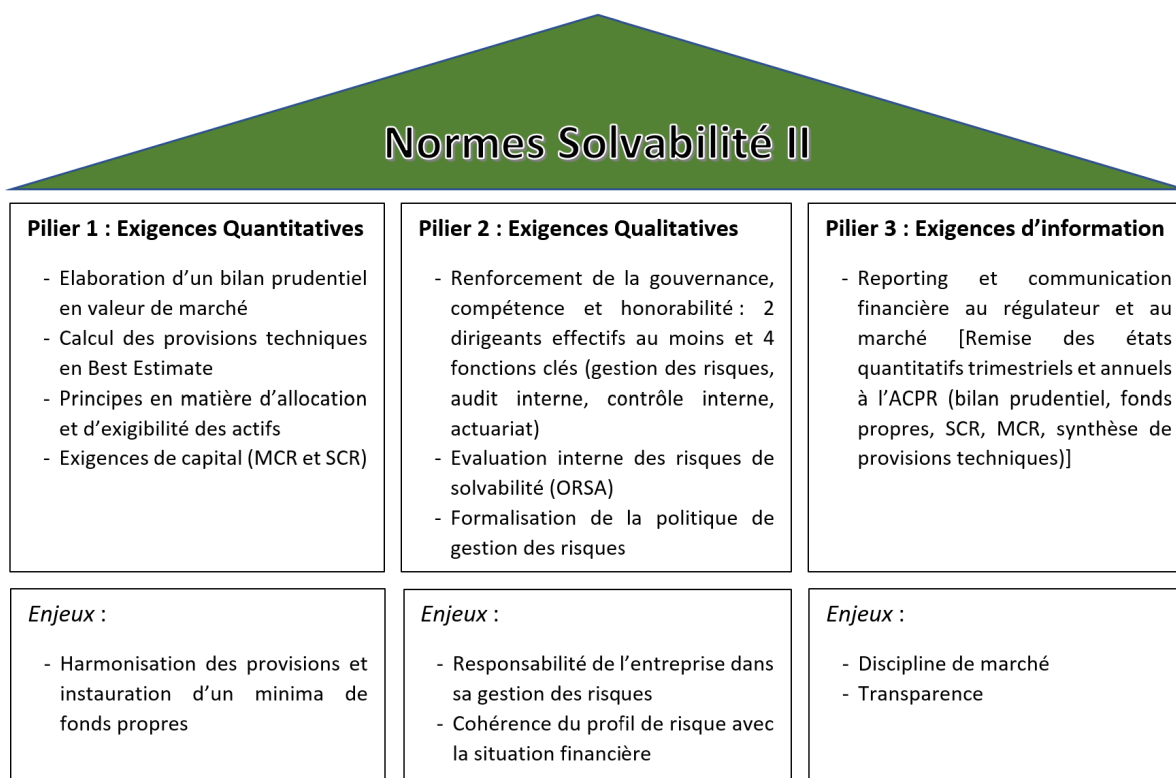 Normes Solvabilité II
Pilier 1 : Exigences Quantitatives
- Elaboration d’un bilan prudentiel
en valeur de marché
- Calcul des provisions techniques
en Best Estimate
- Principes en matière d’allocation
et d’exigibilité des actifs
- Exigences de capital (MCR et SCR)
Pilier 2 : Exigences Qualitatives
- Renforcement de la gouvernance,
compétence et honorabilité : 2
dirigeants effectifs au moins et 4
fonctions clés (gestion des risques,
audit interne, contrôle interne,
actuariat)
- Evaluation interne des risques de
solvabilité (ORSA)
- Formalisation de la politique de
gestion des risques
Pilier 3 : Exigences d’information
- Reporting et communication
financière au régulateur et au
marché [Remise des états
quantitatifs trimestriels et annuels
à l’ACPR (bilan prudentiel, fonds
propres, SCR, MCR, synthèse de
provisions techniques)]
Enjeux :
- Harmonisation des provisions et
instauration d’un minima de
fonds propres
Enjeux :
- Responsabilité de l’entreprise dans
sa gestion des risques
- Cohérence du profil de risque avec
la situation financière
Enjeux :
- Discipline de marché
- Transparence